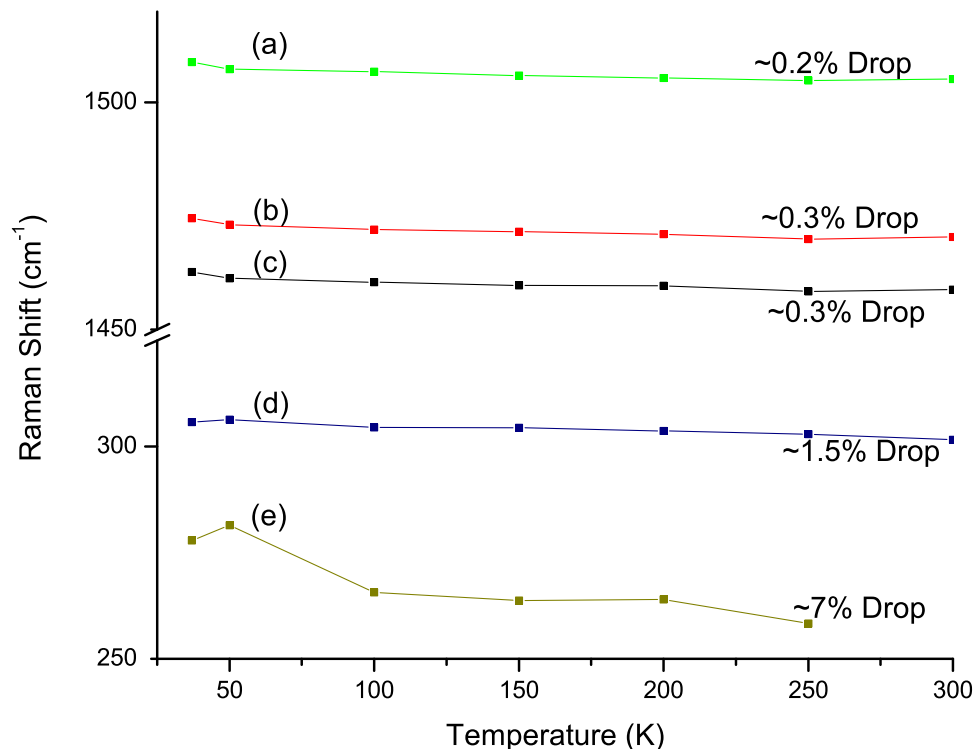 (a)
~0.2% Drop
1500
(b)
~0.3% Drop
(c)
~0.3% Drop
1450
Raman Shift (cm⁻¹)
(d)
300
~1.5% Drop
(e)
~7% Drop
250
50 100 150 200 250 300
Temperature (K)